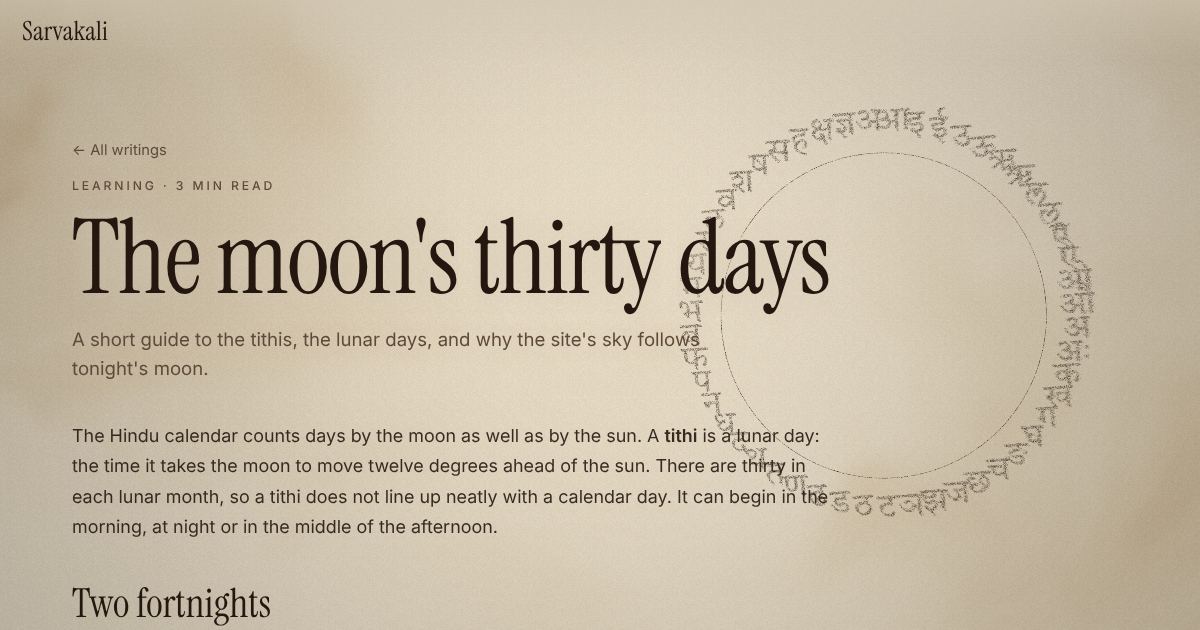 Sarvakali
← All writings
LEARNING · 3 MIN READ
The moon's thirty days
A short guide to the tithis, the lunar days, and why the site's sky follows
tonight's moon.
The Hindu calendar counts days by the moon as well as by the sun. A tithi is a lunar day:
the time it takes the moon to move twelve degrees ahead of the sun. There are thirty in
each lunar month, so a tithi does not line up neatly with a calendar day. It can begin in the
morning, at night or in the middle of the afternoon.
Two fortnights
श ष स ह क्ष ज्ञ अ आ इ ई उ